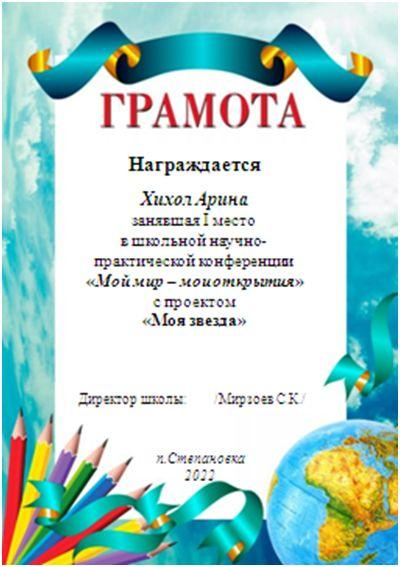 ГРАМОТА
Награждается
Хихол Арина
занявшая I место
в школьной научно-
практической конференции
«Мой мир – мои открытия»
с проектом
«Моя звезда»
Директор школы: /Мирзоев С.К./
п.Степановка
2022